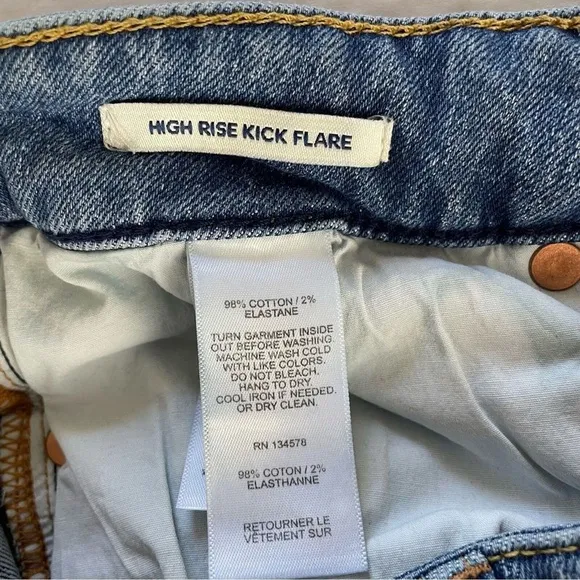 HIGH RISE KICK FLARE
98% COTTON / 2%
ELASTANE
TURN GARMENT INSIDE
OUT BEFORE WASHING.
MACHINE WASH COLD
WITH LIKE COLORS.
DO NOT BLEACH.
HANG TO DRY.
COOL IRON IF NEEDED.
OR DRY CLEAN.
RN 134578
98% COTON / 2%
ELASTHANNE
RETOURNER LE
VÊTEMENT SUR